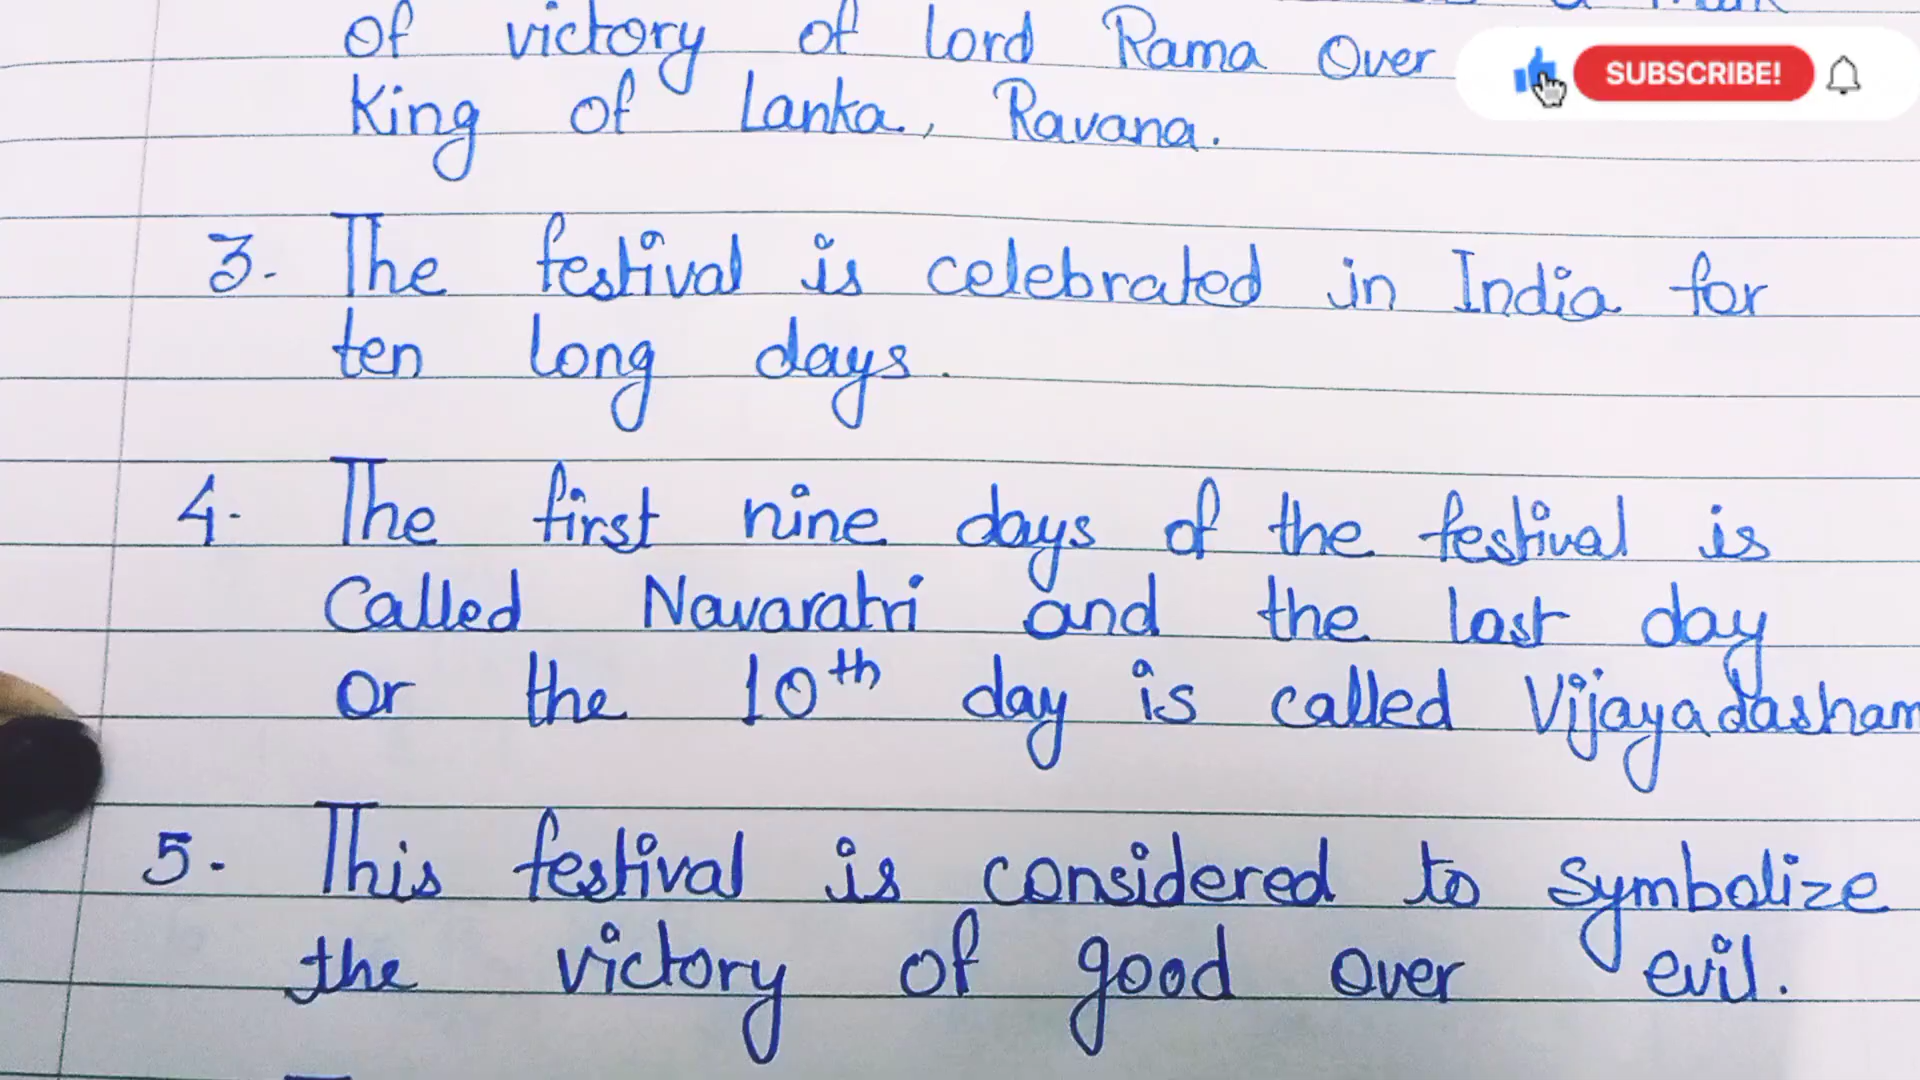 of victory of lord Rama Over
King of Lanka, Ravana.
SUBSCRIBE!
3. The festival is celebrated in India for
ten long days.
4. The first nine days of the festival is
Called Navaratri and the last day
or the 10th day is called Vijayadasham
5. This festival is considered to symbolize
the victory of good over evil.